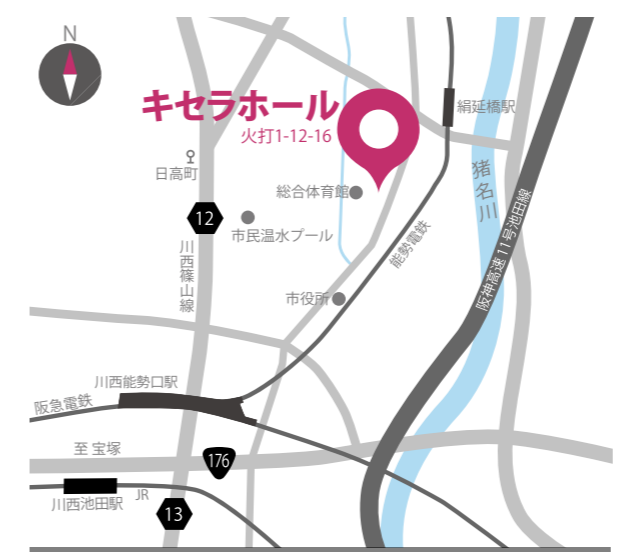 N
キセラホール
火打1-12-16
絹延橋駅
日高町
総合体育館
猪名川
12
市民温水プール
川西篠山線
能勢電鉄
阪神高速11号池田線
市役所
川西能勢口駅
阪急電鉄
至 宝塚
176
JR
川西池田駅
13